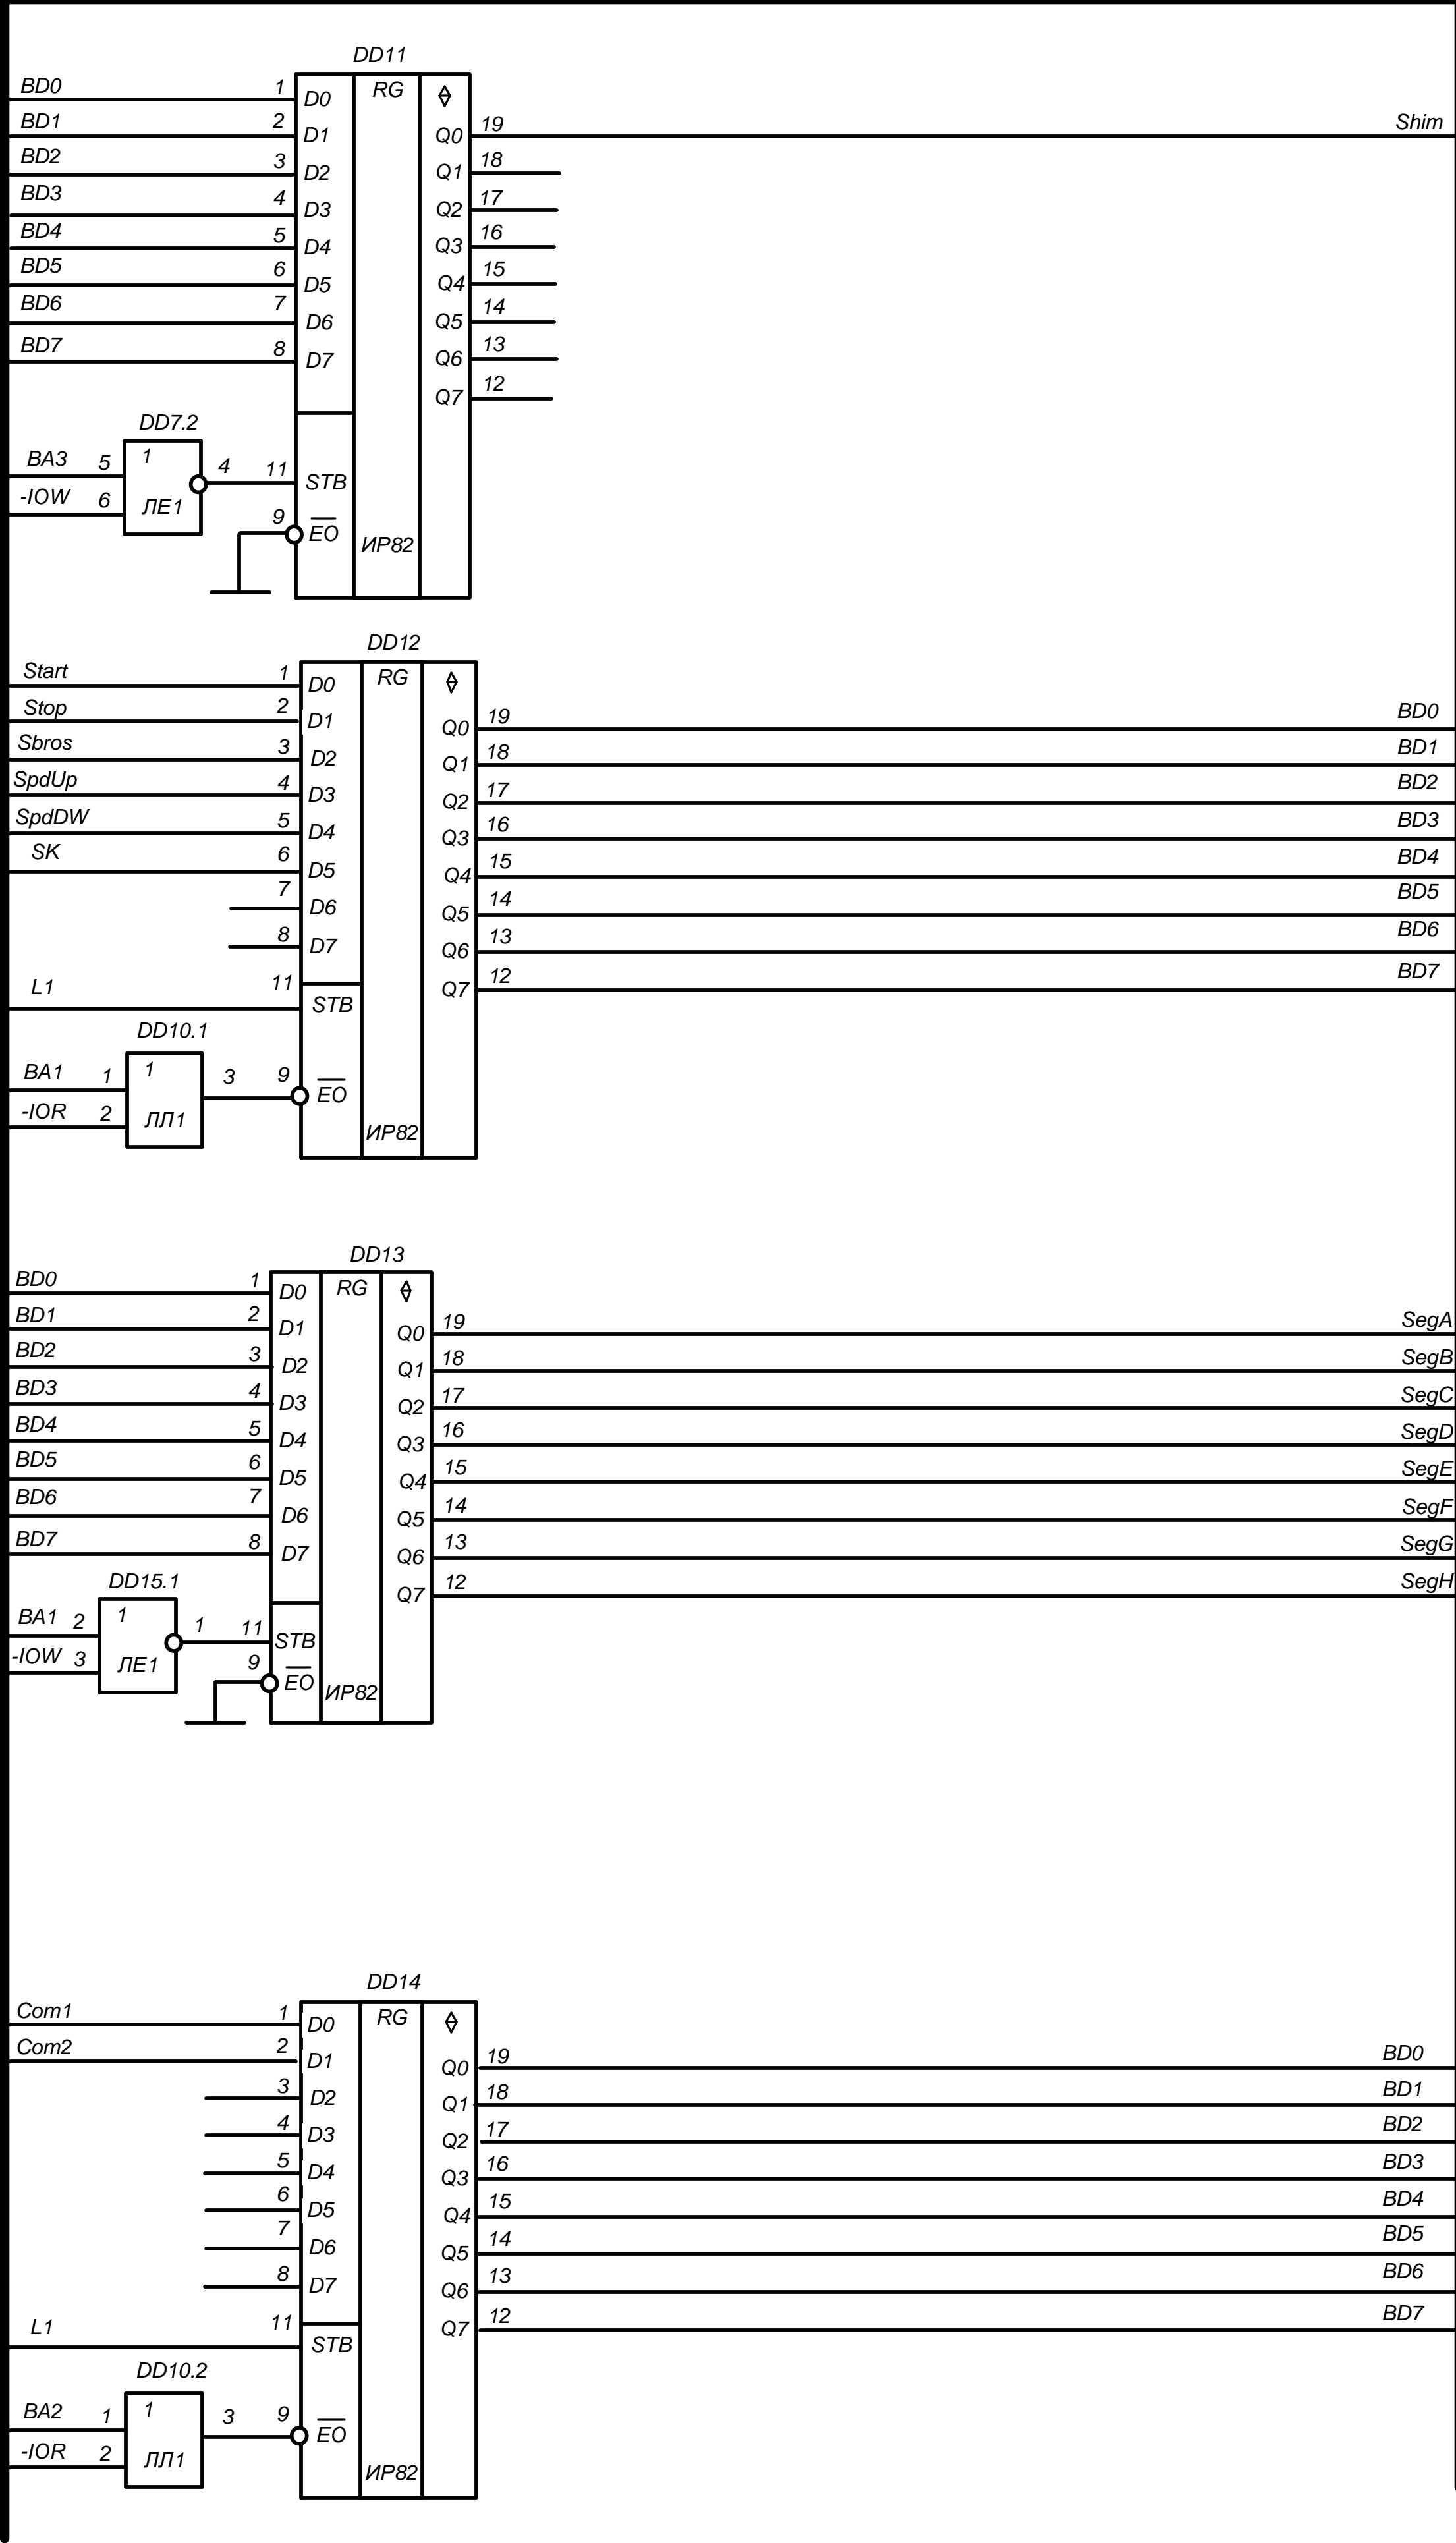 DD11
BD0 1 D0 RG
BD1 2 D1 Q0 19 Shim
BD2 3 D2 Q1 18
BD3 4 D3 Q2 17
BD4 5 D4 Q3 16
BD5 6 D5 Q4 15
BD6 7 D6 Q5 14
BD7 8 D7 Q6 13
Q7 12
DD7.2
BA3 5 1 4 11 STB
-IOW 6 ЛЕ1
9 EO
ИР82
DD12
Start 1 D0 RG
Stop 2 D1 Q0 19 BD0
Sbros 3 D2 Q1 18 BD1
SpdUp 4 D3 Q2 17 BD2
SpdDW 5 D4 Q3 16 BD3
SK 6 D5 Q4 15 BD4
7 D6 Q5 14 BD5
8 D7 Q6 13 BD6
L1 11 STB Q7 12 BD7
DD10.1
BA1 1 1 3 9 EO
-IOR 2 ЛЛ1
ИР82
DD13
BD0 1 D0 RG
BD1 2 D1 Q0 19 SegA
BD2 3 D2 Q1 18 SegB
BD3 4 D3 Q2 17 SegC
BD4 5 D4 Q3 16 SegD
BD5 6 D5 Q4 15 SegE
BD6 7 D6 Q5 14 SegF
BD7 8 D7 Q6 13 SegG
Q7 12 SegH
DD15.1
BA1 2 1 1 11 STB
-IOW 3 ЛЕ1 9 EO
ИР82
DD14
Com1 1 D0 RG
Com2 2 D1 Q0 19 BD0
3 D2 Q1 18 BD1
4 D3 Q2 17 BD2
5 D4 Q3 16 BD3
6 D5 Q4 15 BD4
7 D6 Q5 14 BD5
8 D7 Q6 13 BD6
L1 11 STB Q7 12 BD7
DD10.2
BA2 1 1 3 9 EO
-IOR 2 ЛЛ1
ИР82